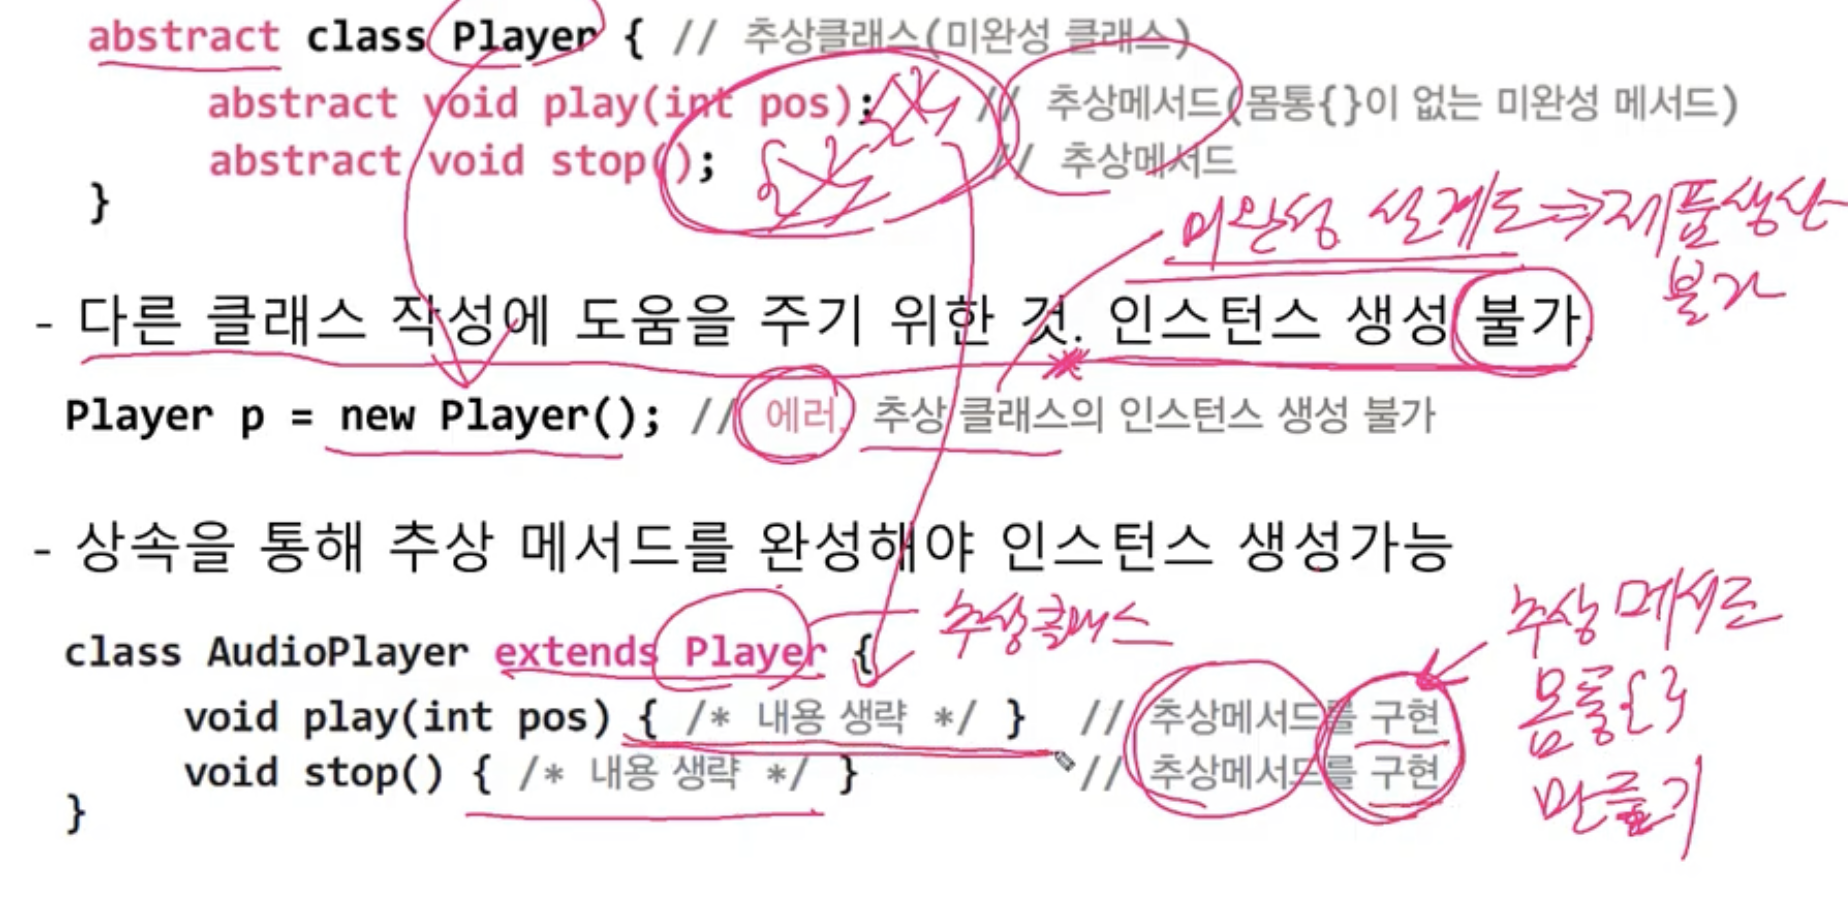 abstract class Player { // 추상클래스(미완성 클래스)
abstract void play(int pos); // 추상메서드(몸통{}이 없는 미완성 메서드)
abstract void stop(); // 추상메서드
}
미완성 설계도⇒제품생산
불가
- 다른 클래스 작성에 도움을 주기 위한 것. 인스턴스 생성 불가.
Player p = new Player(); // 에러. 추상 클래스의 인스턴스 생성 불가
- 상속을 통해 추상 메서드를 완성해야 인스턴스 생성가능
추상클래스
class AudioPlayer extends Player {
void play(int pos) { /* 내용 생략 */ } // 추상메서드를 구현
void stop() { /* 내용 생략 */ } // 추상메서드를 구현
}
추상 메서드
몸통{}
만들기